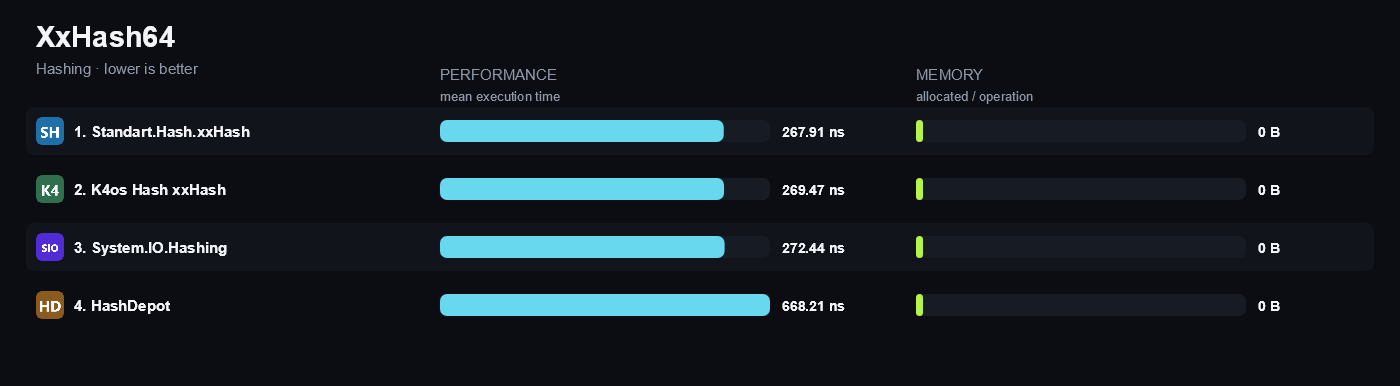 XxHash64
Hashing · lower is better
PERFORMANCE
mean execution time
MEMORY
allocated / operation
SH 1. Standart.Hash.xxHash 267.91 ns 0 B
K4 2. K4os Hash xxHash 269.47 ns 0 B
SIO 3. System.IO.Hashing 272.44 ns 0 B
HD 4. HashDepot 668.21 ns 0 B